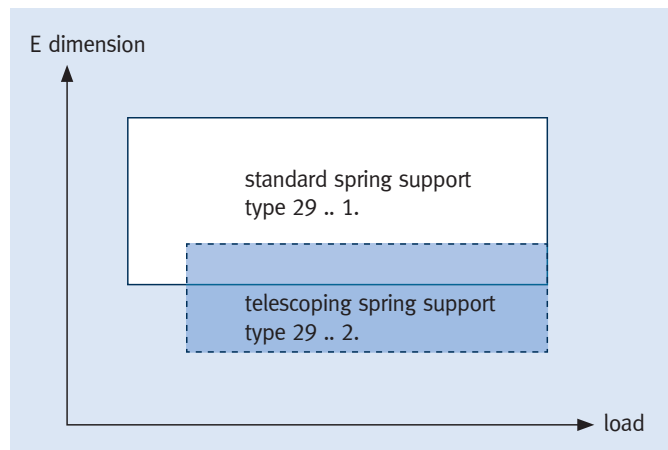 E dimension
standard spring support
type 29 .. 1.
telescoping spring support
type 29 .. 2.
load